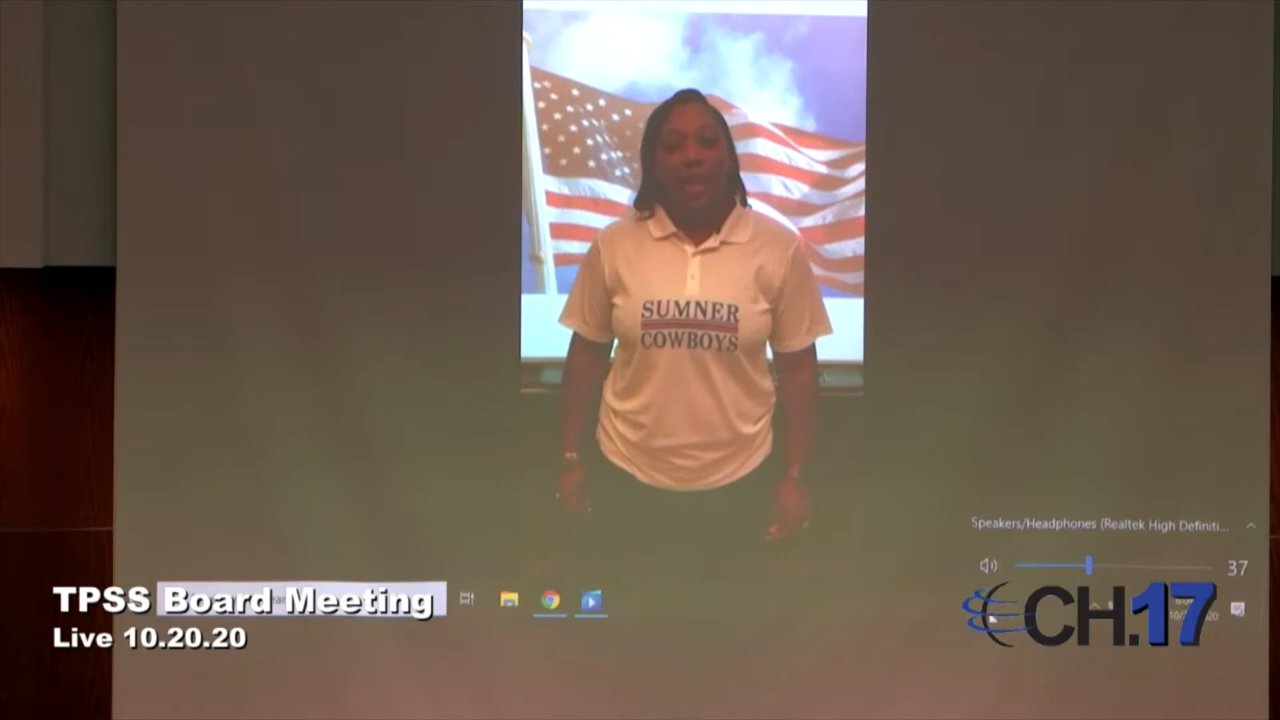 SUMNER
COWBOYS
Speakers/Headphones (Realtek High Definiti...
37
TPSS Board Meeting
Live 10.20.20
CH.17